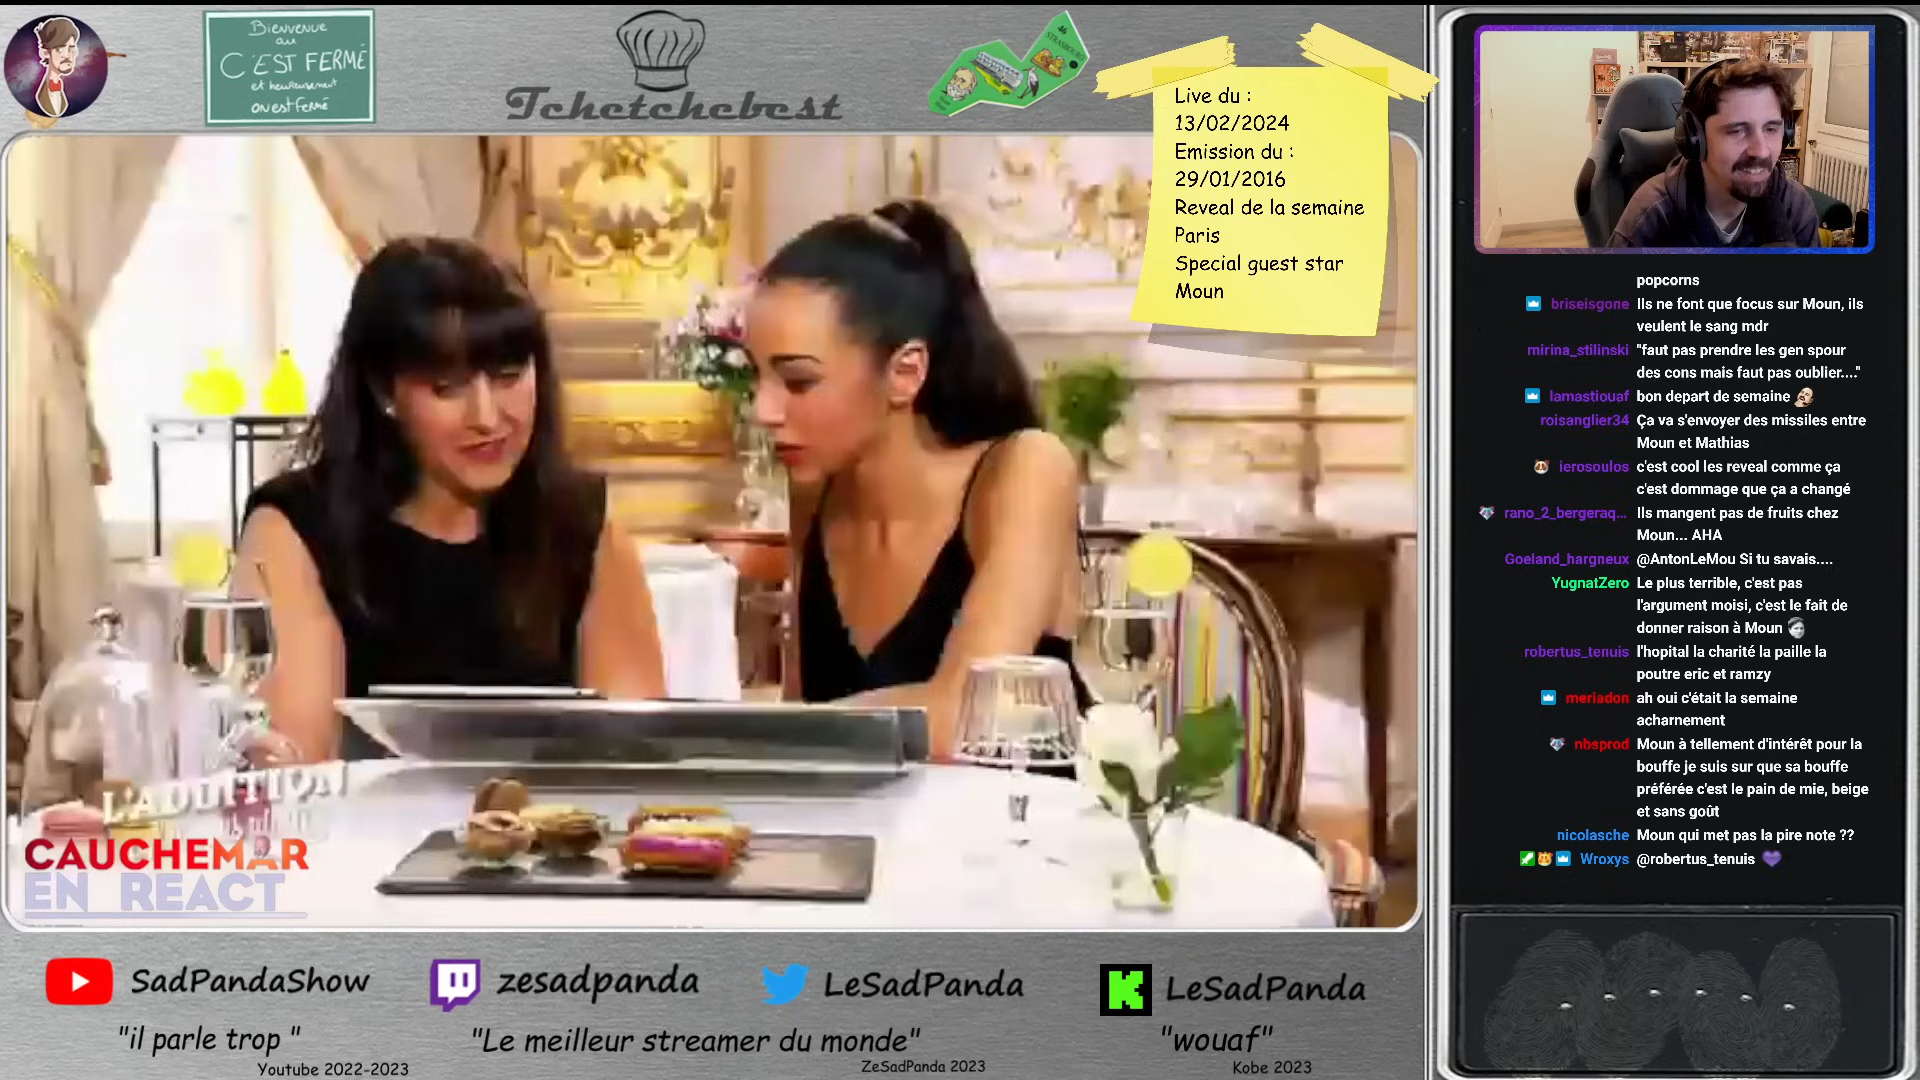 Bienvenue
au
C'EST FERMÉ
et heureusement
on est fermé
Tchetchebest
STRASBOURG
Live du :
13/02/2024
Emission du :
29/01/2016
Reveal de la semaine
Paris
Special guest star
Moun
L'ADDITION
CAUCHEMAR
EN REACT
popcorns
briseisgone Ils ne font que focus sur Moun, ils
veulent le sang mdr
mirina_stilinski "faut pas prendre les gen spour
des cons mais faut pas oublier...."
lamastiouaf bon depart de semaine
roisanglier34 Ça va s'envoyer des missiles entre
Moun et Mathias
ierosoulos c'est cool les reveal comme ça
c'est dommage que ça a changé
rano_2_bergeraq... Ils mangent pas de fruits chez
Moun... AHA
Goeland_hargneux @AntonLeMou Si tu savais....
YugnatZero Le plus terrible, c'est pas
l'argument moisi, c'est le fait de
donner raison à Moun
robertus_tenuis l'hopital la charité la paille la
poutre eric et ramzy
meriadon ah oui c'était la semaine
acharnement
nbsprod Moun à tellement d'intérêt pour la
bouffe je suis sur que sa bouffe
préférée c'est le pain de mie, beige
et sans goût
nicolasche Moun qui met pas la pire note ??
Wroxys @robertus_tenuis
SadPandaShow
zesadpanda
LeSadPanda
LeSadPanda
"il parle trop "
Youtube 2022-2023
"Le meilleur streamer du monde"
ZeSadPanda 2023
"wouaf"
Kobe 2023